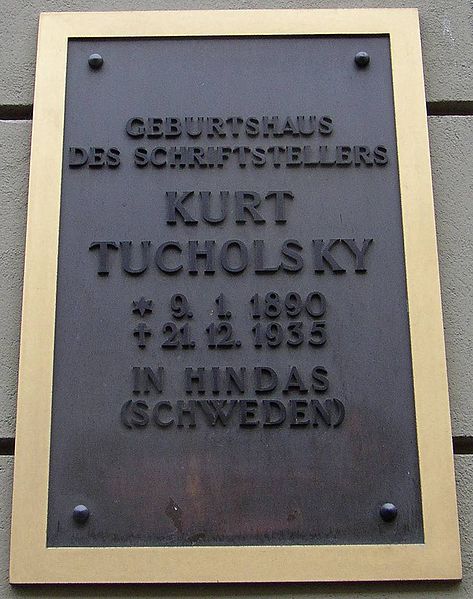 GEBURTSHAUS
DES SCHRIFTSTELLERS
KURT
TUCHOLSKY
* 9. 1. 1890
† 21. 12. 1935
IN HINDAS
(SCHWEDEN)